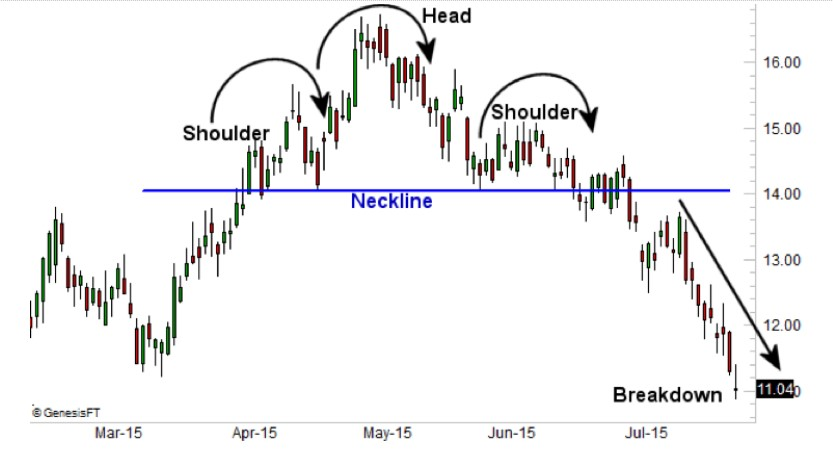 Head
16.00
Shoulder
Shoulder
15.00
Neckline
14.00
13.00
12.00
Breakdown
11.04
© GenesisFT
Mar-15
Apr-15
May-15
Jun-15
Jul-15